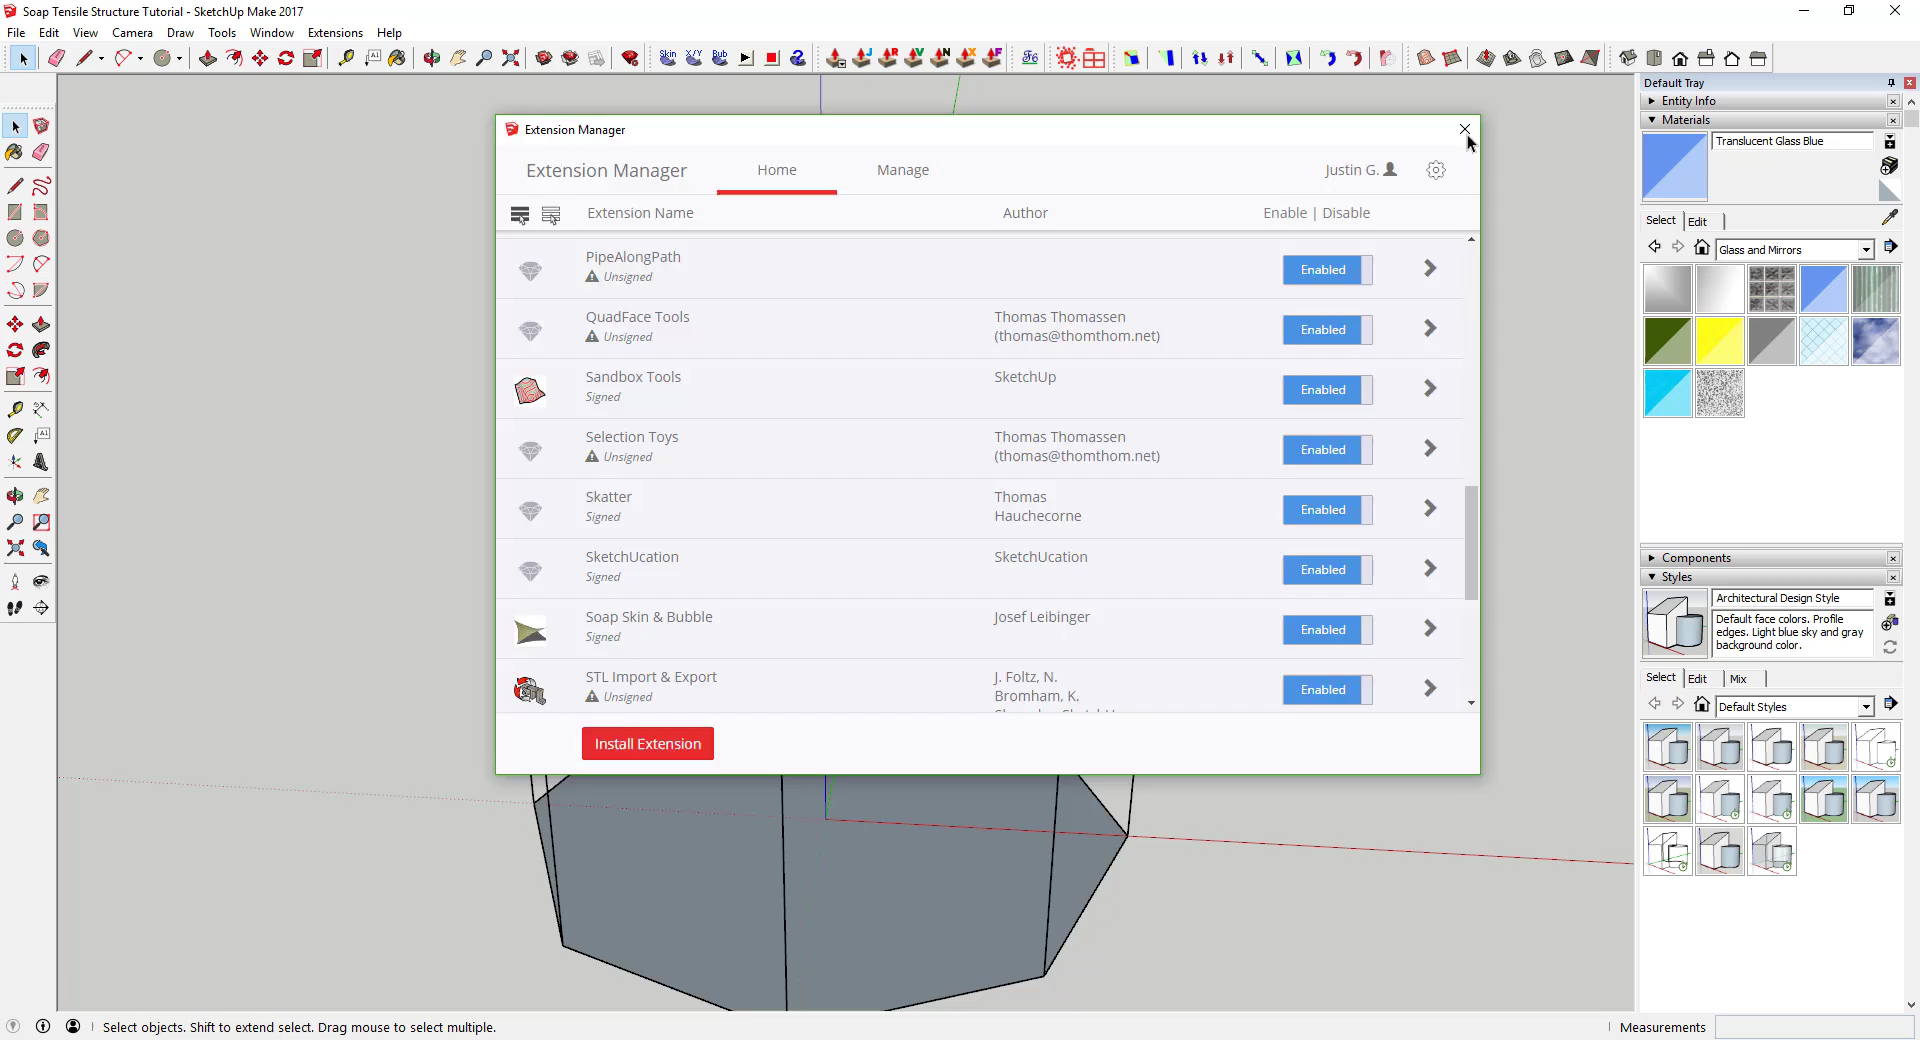 Soap Tensile Structure Tutorial - SketchUp Make 2017
File Edit View Camera Draw Tools Window Extensions Help
Skin X/Y Bub
Default Tray
Entity Info
Materials
Translucent Glass Blue
Select Edit
Glass and Mirrors
Components
Styles
Architectural Design Style
Default face colors. Profile
edges. Light blue sky and gray
background color.
Select Edit Mix
Default Styles
Extension Manager
Extension Manager Home Manage Justin G.
Extension Name Author Enable | Disable
PipeAlongPath
Unsigned
Enabled
QuadFace Tools Thomas Thomassen
Unsigned (thomas@thomthom.net)
Enabled
Sandbox Tools SketchUp
Signed
Enabled
Selection Toys Thomas Thomassen
Unsigned (thomas@thomthom.net)
Enabled
Skatter Thomas
Signed Hauchecorne
Enabled
SketchUcation SketchUcation
Signed
Enabled
Soap Skin & Bubble Josef Leibinger
Signed
Enabled
STL Import & Export J. Foltz, N.
Unsigned Bromham, K.
Enabled
Install Extension
Select objects. Shift to extend select. Drag mouse to select multiple.
Measurements